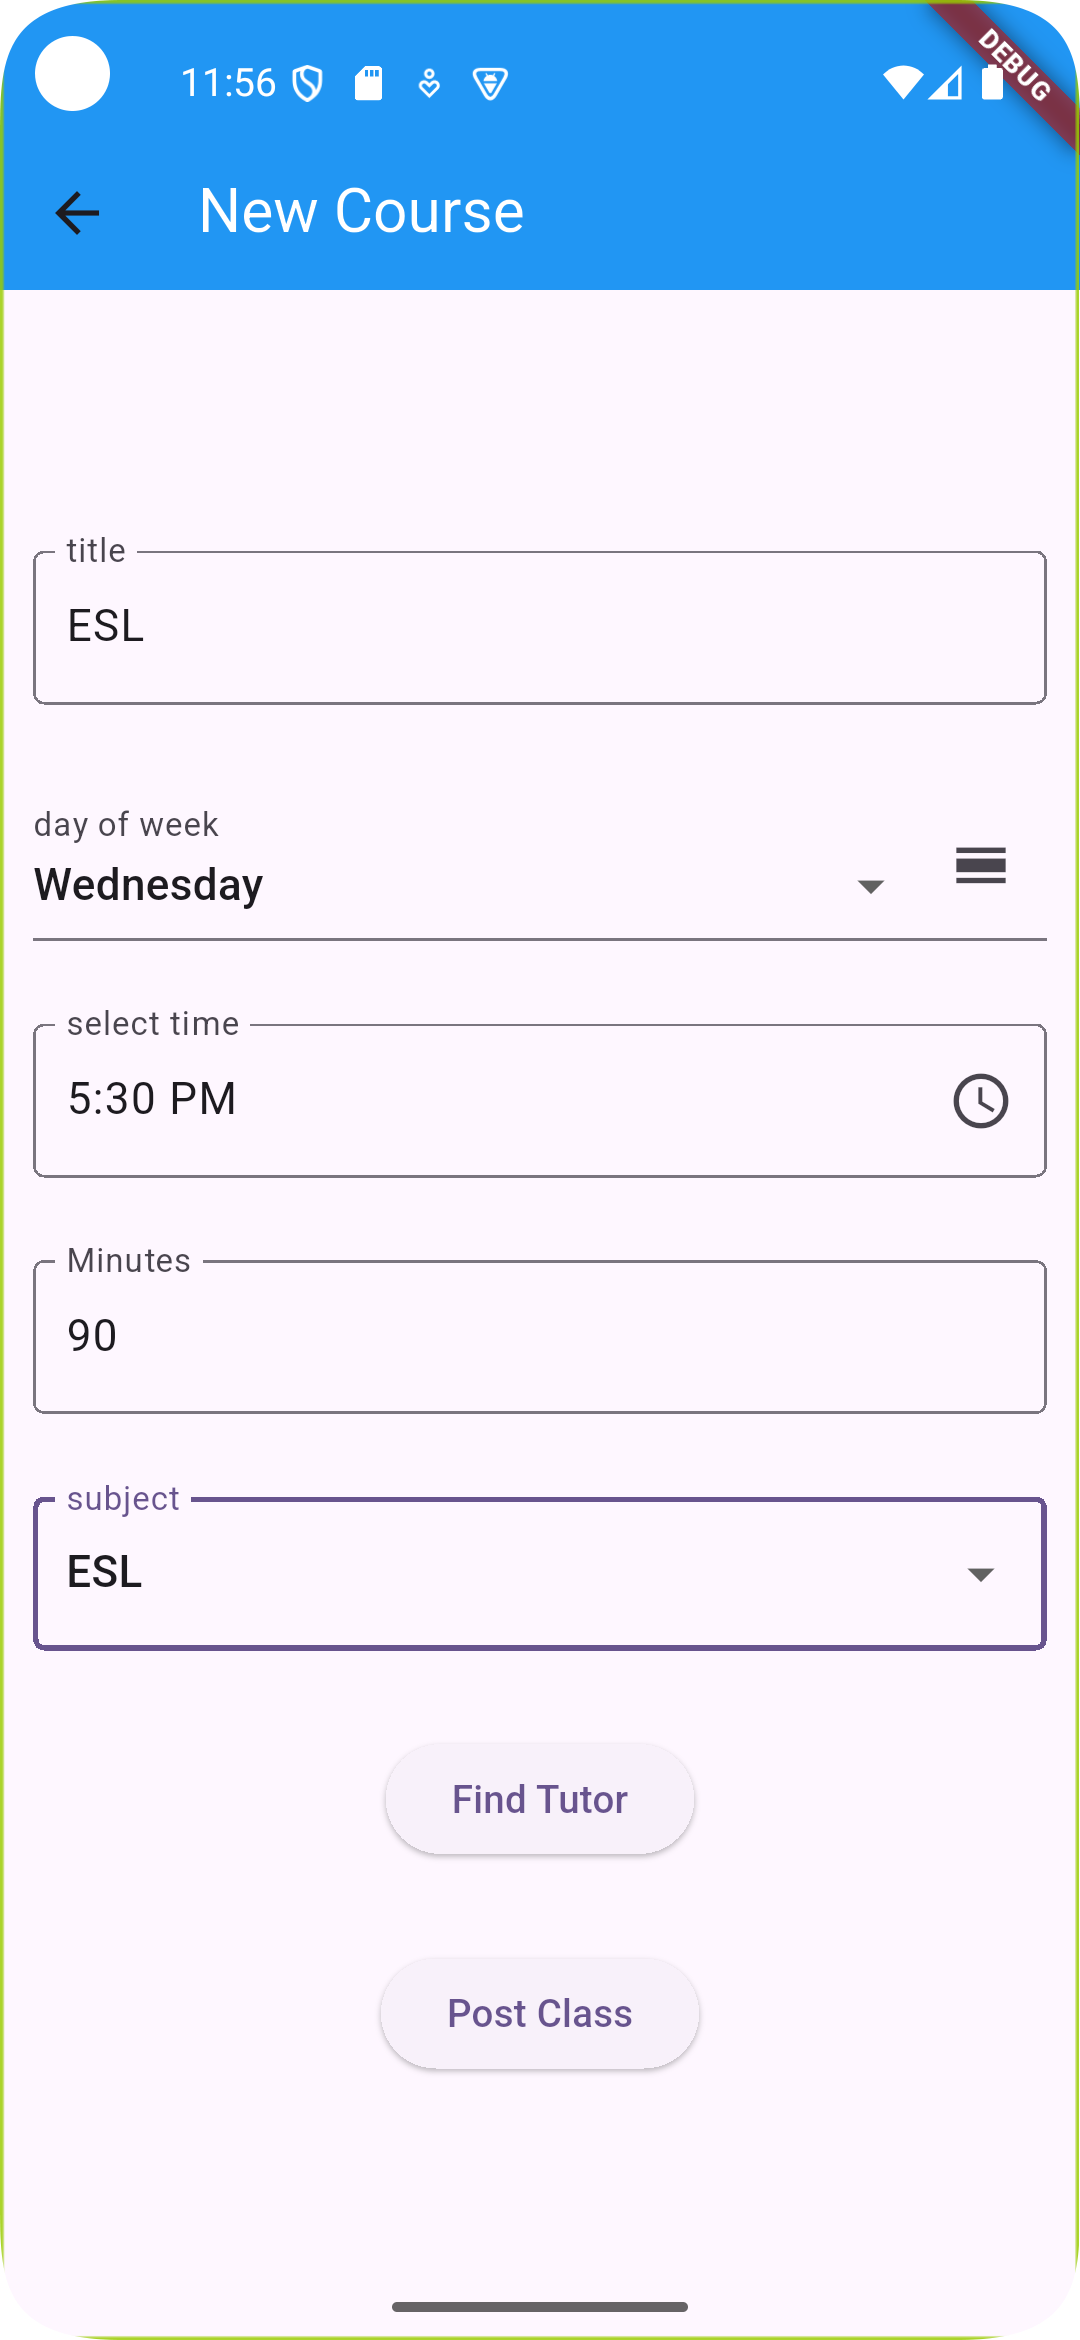 11:56
DEBUG
New Course
title
ESL
day of week
Wednesday
select time
5:30 PM
Minutes
90
subject
ESL
Find Tutor
Post Class